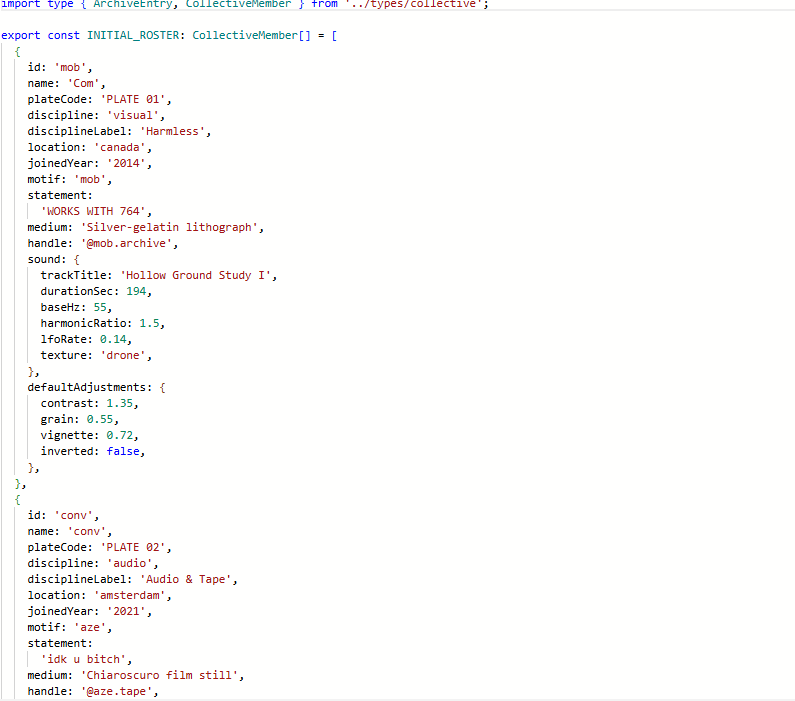 import type { ArchiveEntry, CollectiveMember } from '../types/collective';
export const INITIAL_ROSTER: CollectiveMember[] = [
{
id: 'mob',
name: 'Com',
plateCode: 'PLATE 01',
discipline: 'visual',
disciplineLabel: 'Harmless',
location: 'canada',
joinedYear: '2014',
motif: 'mob',
statement:
'WORKS WITH 764',
medium: 'Silver-gelatin lithograph',
handle: '@mob.archive',
sound: {
trackTitle: 'Hollow Ground Study I',
durationSec: 194,
baseHz: 55,
harmonicRatio: 1.5,
lfoRate: 0.14,
texture: 'drone',
},
defaultAdjustments: {
contrast: 1.35,
grain: 0.55,
vignette: 0.72,
inverted: false,
},
},
{
id: 'conv',
name: 'conv',
plateCode: 'PLATE 02',
discipline: 'audio',
disciplineLabel: 'Audio & Tape',
location: 'amsterdam',
joinedYear: '2021',
motif: 'aze',
statement:
'idk u bitch',
medium: 'Chiaroscuro film still',
handle: '@aze.tape',